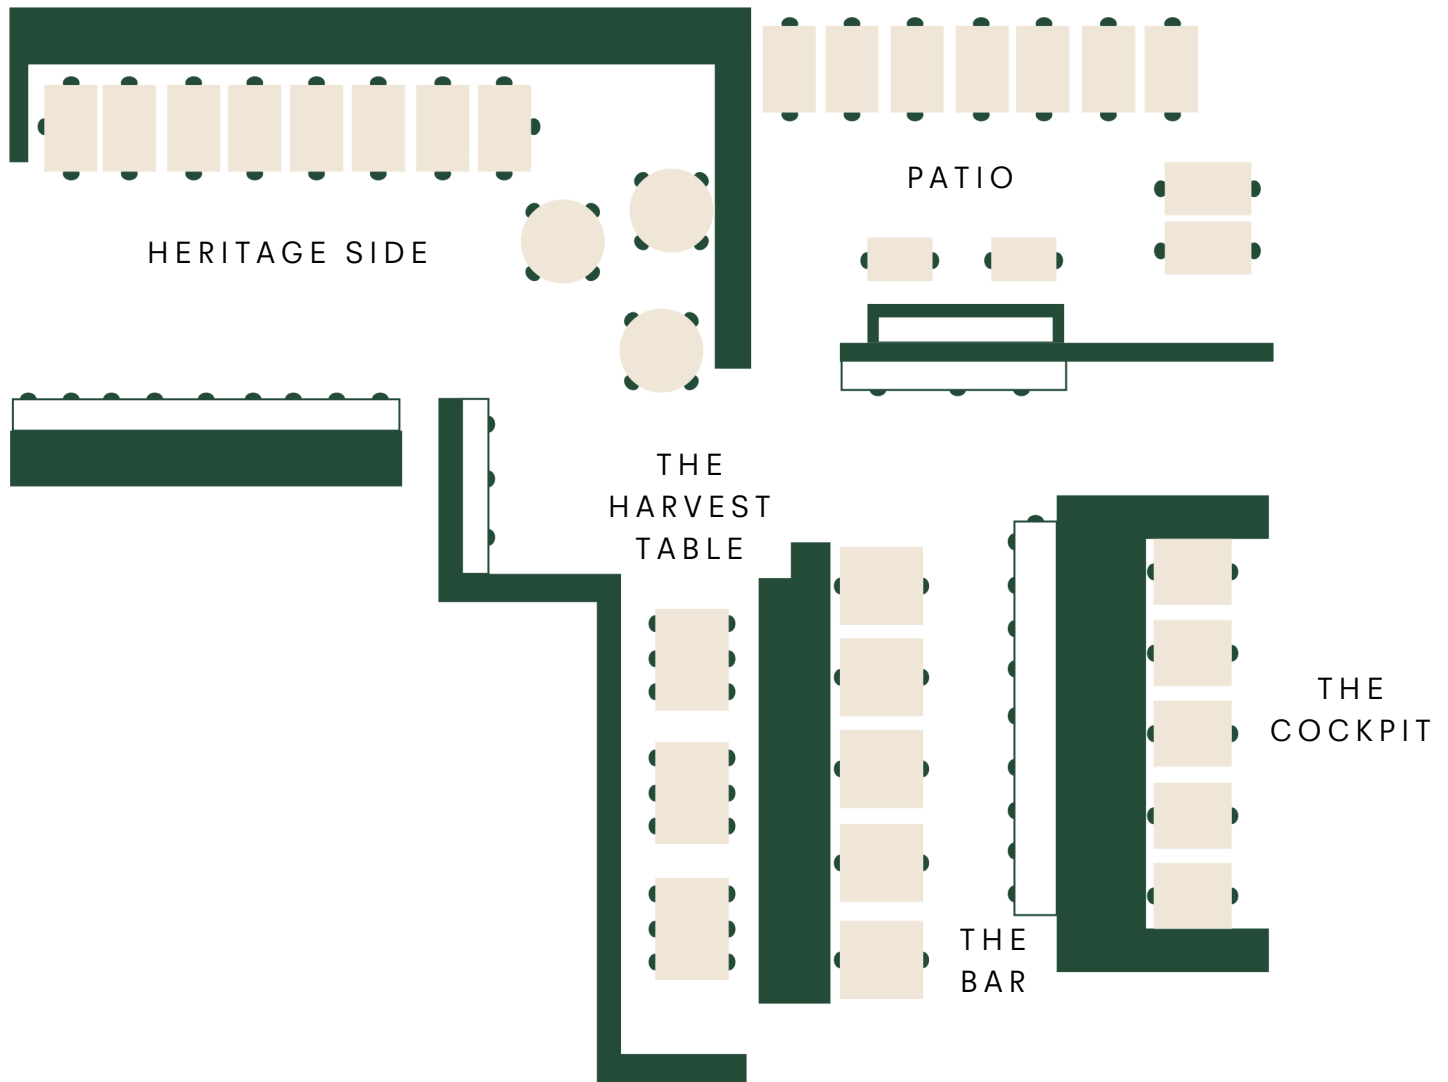 PATIO
HERITAGE SIDE
THE
HARVEST
TABLE
THE
COCKPIT
THE
BAR